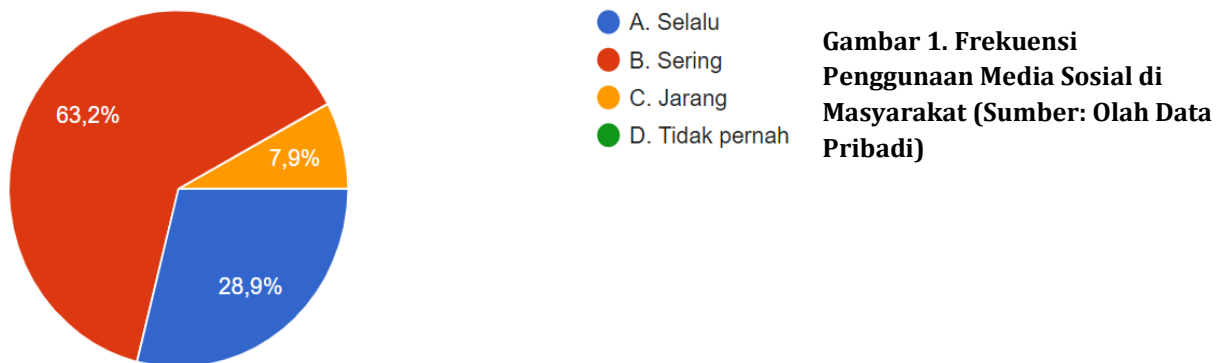 63,2%
7,9%
28,9%
A. Selalu
B. Sering
C. Jarang
D. Tidak pernah
Gambar 1. Frekuensi
Penggunaan Media Sosial di
Masyarakat (Sumber: Olah Data
Pribadi)